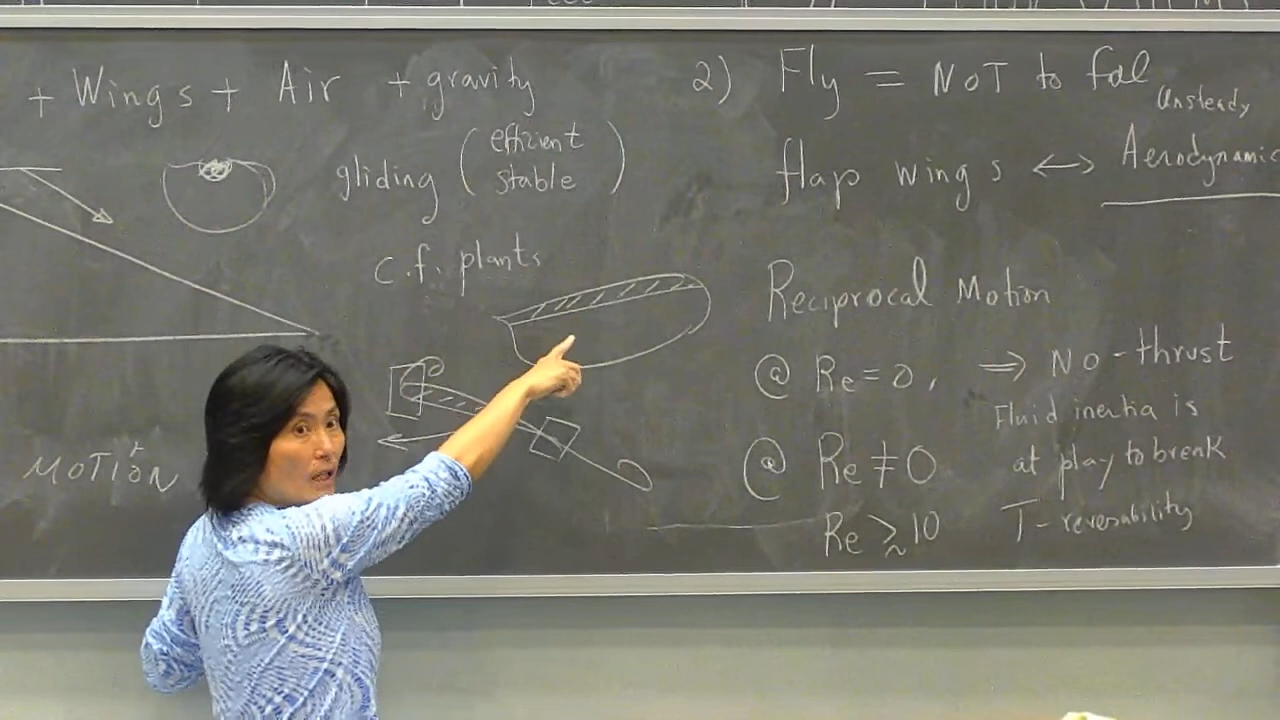 + Wings + Air + gravity
gliding ( efficient
stable )
c.f. plants
MOTION
2) Fly = NOT to fal
Unsteady
flap wings ↔ Aerodynamic
Reciprocal Motion
@ Re=0, ⇒ No-thrust
Fluid inertia is
@ Re≠0 at play to break
Re ≳ 10 T-reversability